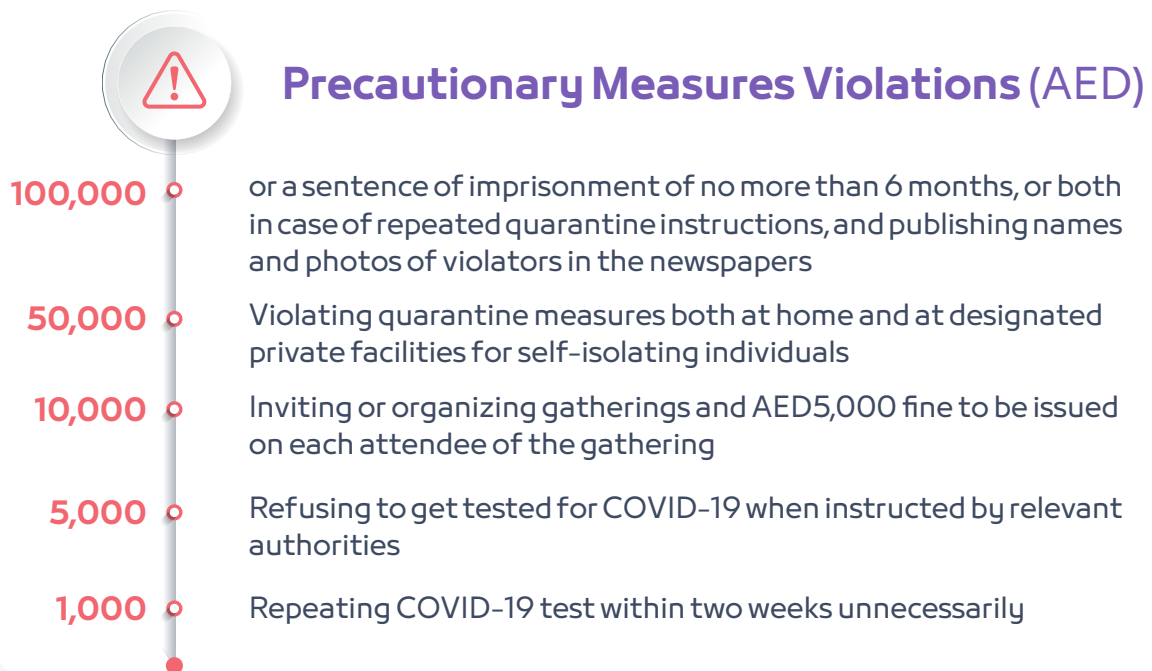 Precautionary Measures Violations (AED)
100,000 or a sentence of imprisonment of no more than 6 months, or both
in case of repeated quarantine instructions, and publishing names
and photos of violators in the newspapers
50,000 Violating quarantine measures both at home and at designated
private facilities for self-isolating individuals
10,000 Inviting or organizing gatherings and AED5,000 fine to be issued
on each attendee of the gathering
5,000 Refusing to get tested for COVID-19 when instructed by relevant
authorities
1,000 Repeating COVID-19 test within two weeks unnecessarily